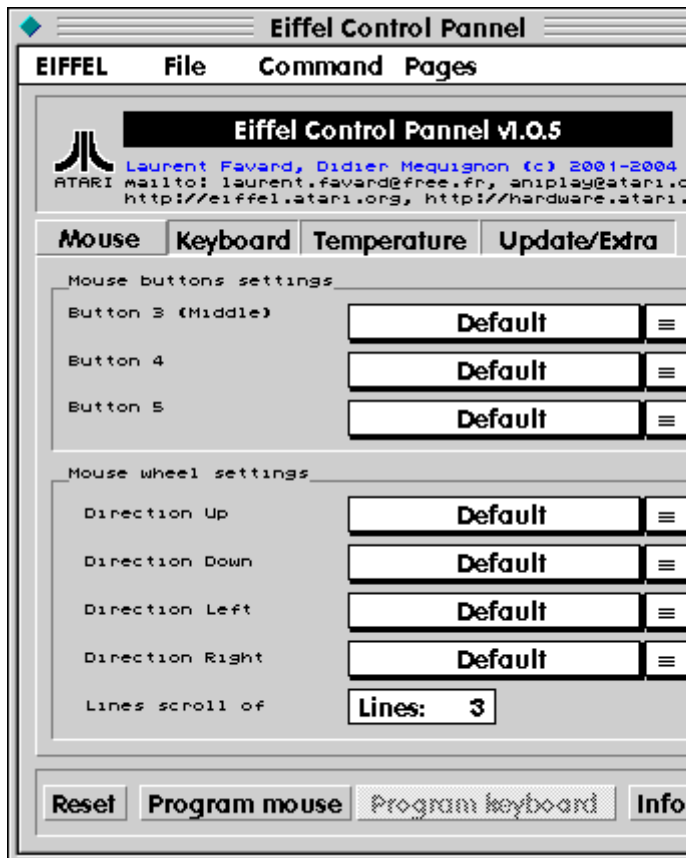 Eiffel Control Pannel
EIFFEL File Command Pages
Eiffel Control Pannel v1.0.5
ATARI
Laurent Favard, Didier Mequignon (c) 2001-2004
mailto: laurent.favard@free.fr, aniplay@atari.
http://eiffel.atari.org, http://hardware.atari.
Mouse Keyboard Temperature Update/Extra
Mouse buttons settings
Button 3 (Middle) Default
Button 4 Default
Button 5 Default
Mouse wheel settings
Direction Up Default
Direction Down Default
Direction Left Default
Direction Right Default
Lines scroll of Lines: 3
Reset Program mouse Program keyboard Info